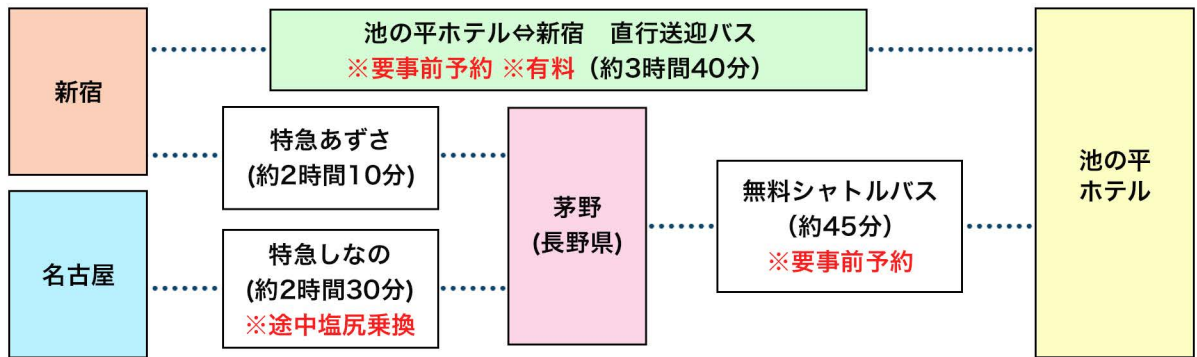 新宿
池の平ホテル⇔新宿　直行送迎バス
※要事前予約 ※有料（約3時間40分）
特急あずさ
(約2時間10分)
名古屋
特急しなの
(約2時間30分)
※途中塩尻乗換
茅野
(長野県)
無料シャトルバス
（約45分）
※要事前予約
池の平
ホテル